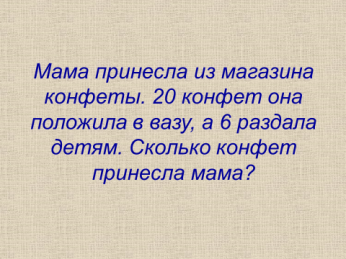 Мама принесла из магазина
конфеты. 20 конфет она
положила в вазу, а 6 раздала
детям. Сколько конфет
принесла мама?